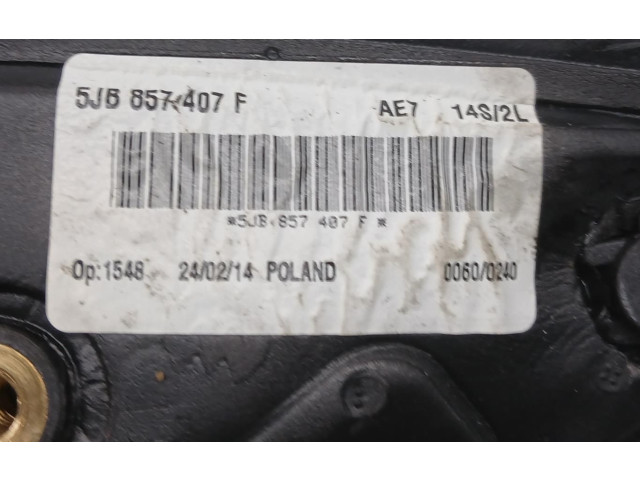 5JB 857 407 F AE7 14S/2L
*5JB 857 407 F *
Op:1548 24/02/14 POLAND 0060/0240